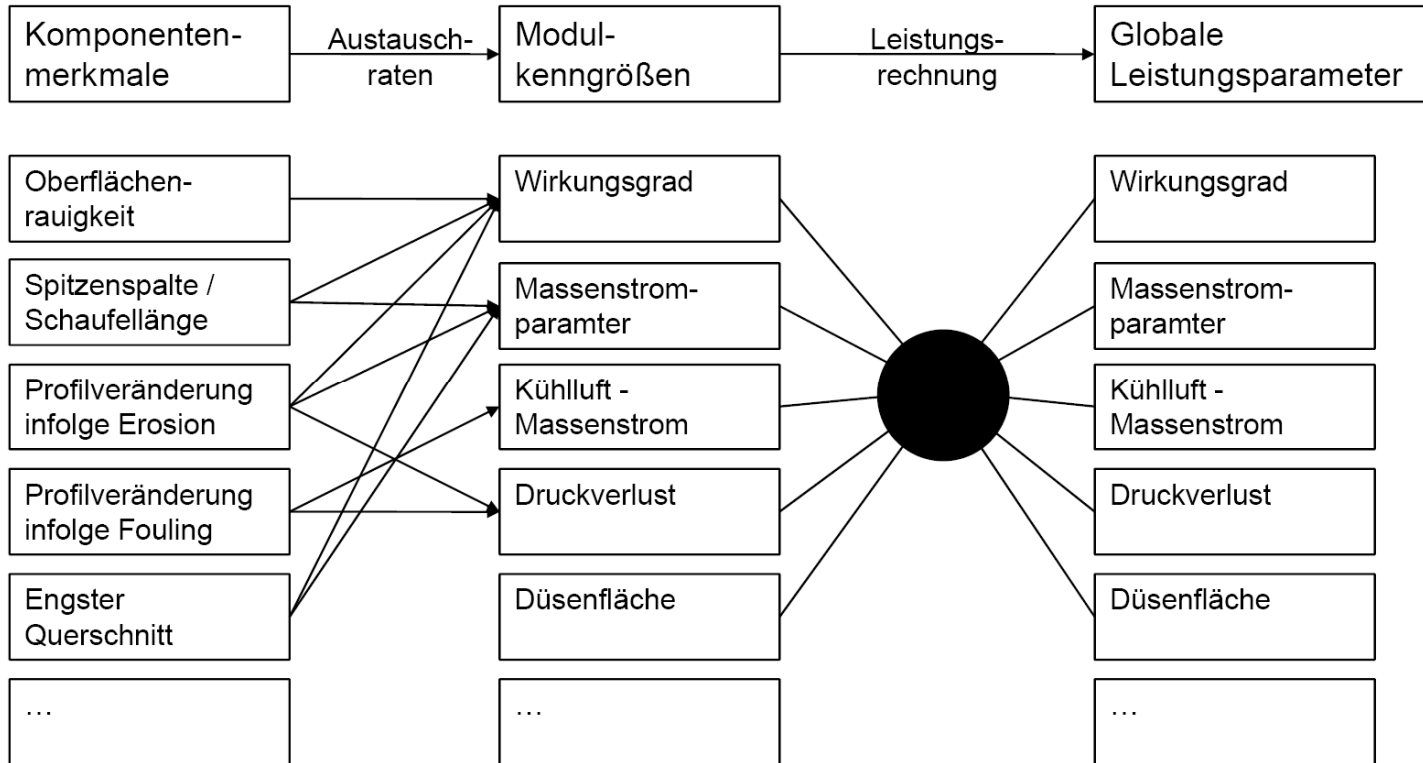 Komponenten-
merkmale
Austausch-
raten
Modul-
kenngrößen
Leistungs-
rechnung
Globale
Leistungsparameter
Oberflächen-
rauigkeit
Wirkungsgrad
Wirkungsgrad
Spitzenspalte /
Schaufellänge
Massenstrom-
paramter
Massenstrom-
paramter
Profilveränderung
infolge Erosion
Kühlluft -
Massenstrom
Kühlluft -
Massenstrom
Profilveränderung
infolge Fouling
Druckverlust
Druckverlust
Engster
Querschnitt
Düsenfläche
Düsenfläche
…
…
…